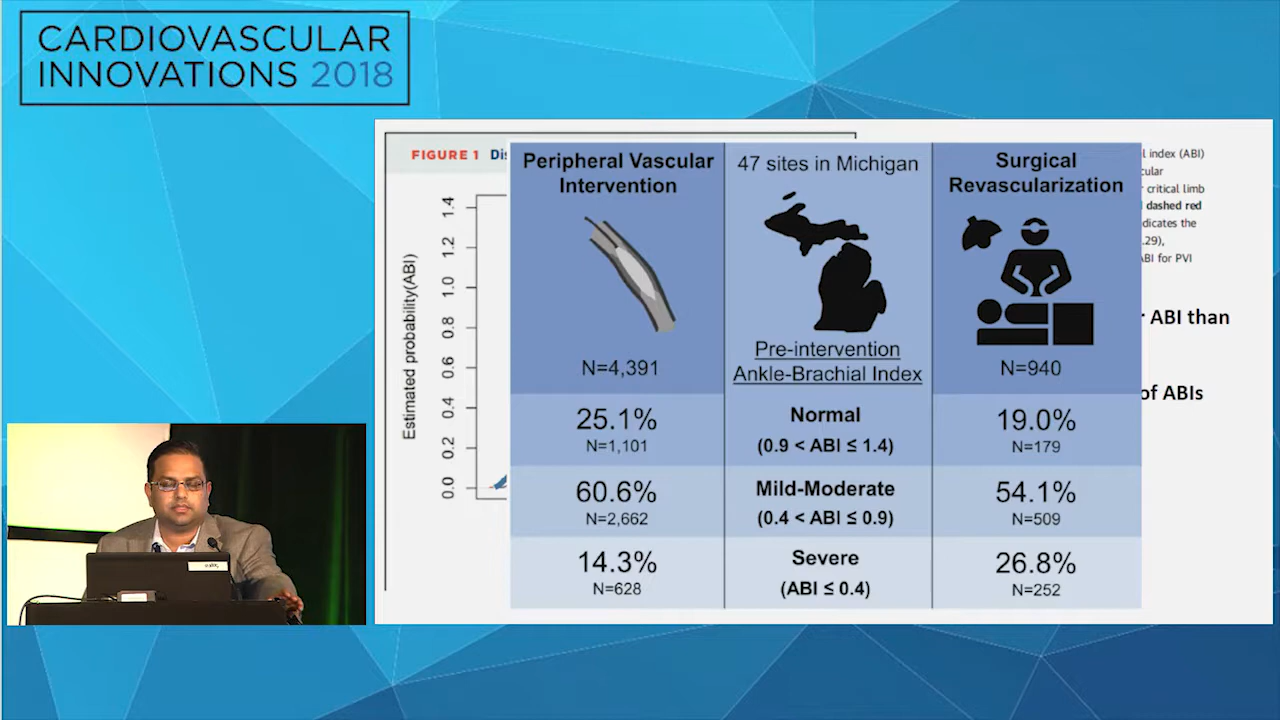 CARDIOVASCULAR
INNOVATIONS 2018
FIGURE 1
Peripheral Vascular
Intervention
N=4,391
47 sites in Michigan
Pre-intervention
Ankle-Brachial Index
Surgical
Revascularization
N=940
25.1%
N=1,101
Normal
(0.9 < ABI ≤ 1.4)
19.0%
N=179
60.6%
N=2,662
Mild-Moderate
(0.4 < ABI ≤ 0.9)
54.1%
N=509
14.3%
N=628
Severe
(ABI ≤ 0.4)
26.8%
N=252
Estimated probability(ABI)
1.4
1.2
1.0
0.8
0.6
0.4
0.2
0.0
index (ABI)
critical limb
dashed red
the
.29),
for PVI
ABI than
of ABIs